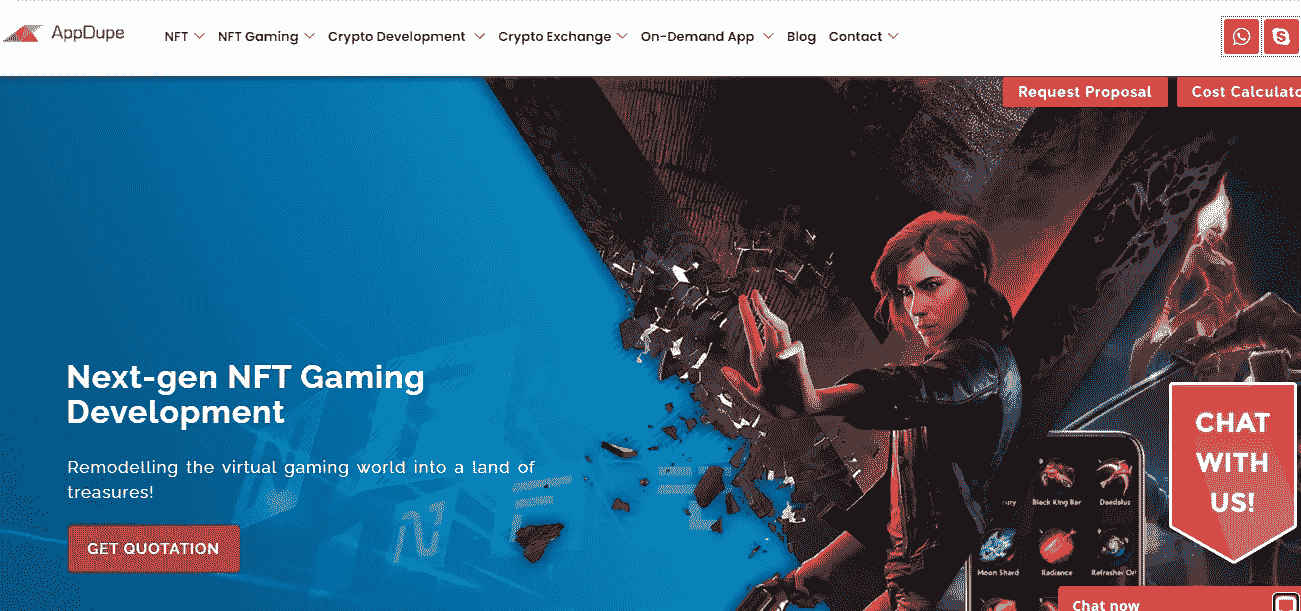 AppDupe
NFT
NFT Gaming
Crypto Development
Crypto Exchange
On-Demand App
Blog
Contact
Request Proposal
Cost Calculato
Next-gen NFT Gaming
Development
Remodelling the virtual gaming world into a land of
treasures!
GET QUOTATION
NFT
CHAT
WITH
US!
Black King Bar
Daedalus
Moon Shard
Radiance
Refresher Or
Chat now